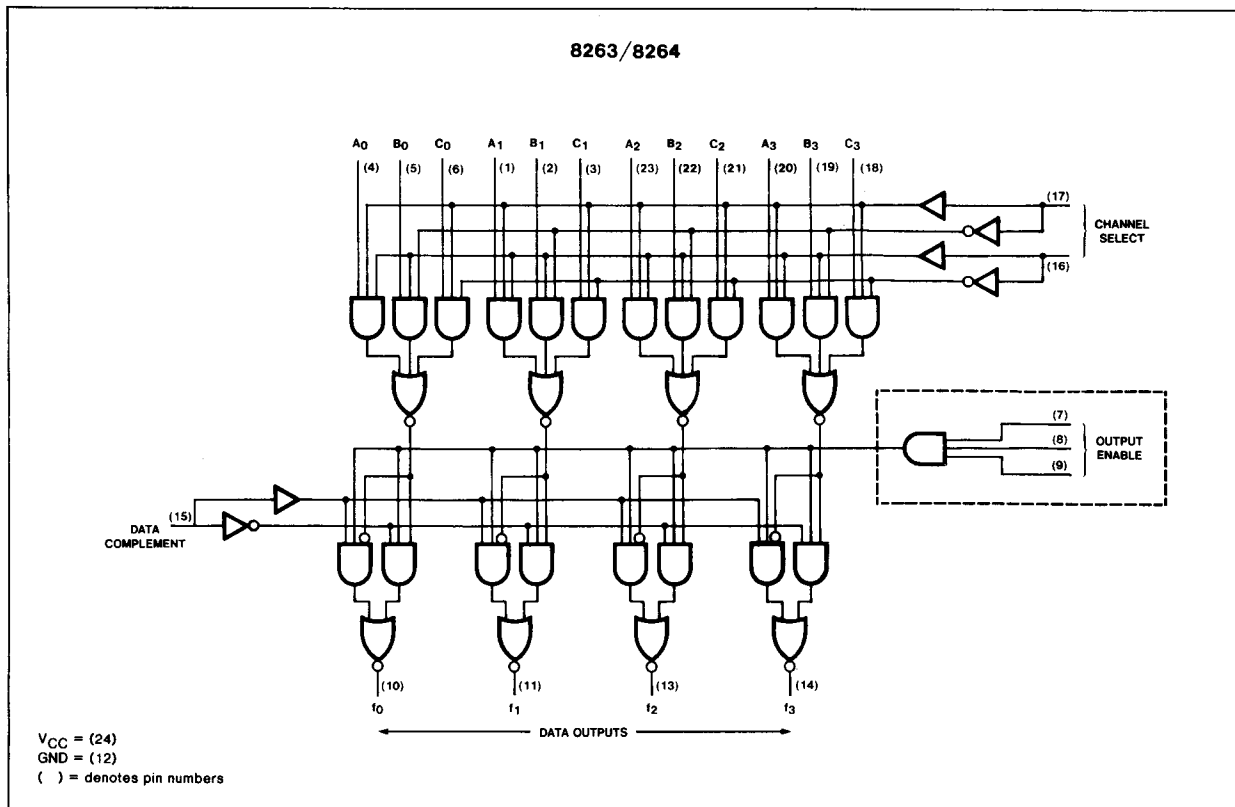 8263/8264
A0 B0 C0 A1 B1 C1 A2 B2 C2 A3 B3 C3
(4) (5) (6) (1) (2) (3) (23) (22) (21) (20) (19) (18)
(17)
CHANNEL
SELECT
(16)
(7)
(8)
(9)
OUTPUT
ENABLE
(15)
DATA
COMPLEMENT
(10) (11) (13) (14)
f0 f1 f2 f3
DATA OUTPUTS
VCC = (24)
GND = (12)
( ) = denotes pin numbers